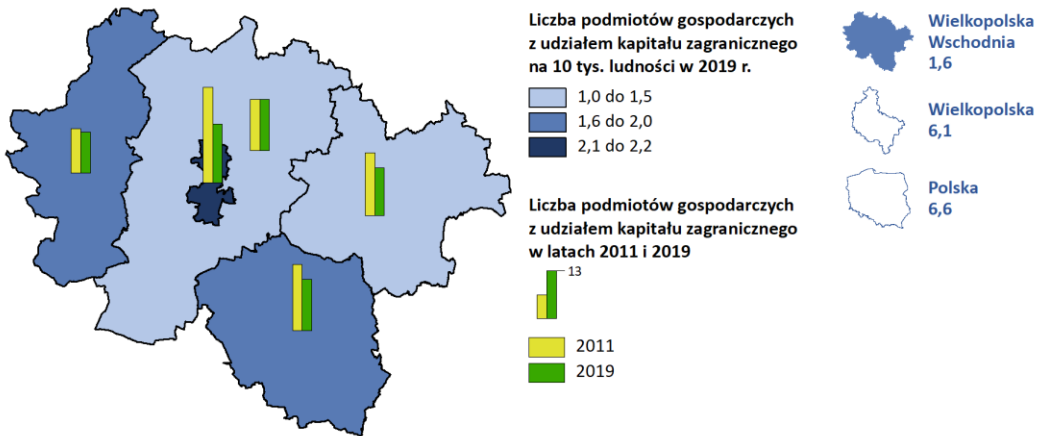 Liczba podmiotów gospodarczych
z udziałem kapitału zagranicznego
na 10 tys. ludności w 2019 r.
1,0 do 1,5
1,6 do 2,0
2,1 do 2,2
Liczba podmiotów gospodarczych
z udziałem kapitału zagranicznego
w latach 2011 i 2019
13
2011
2019
Wielkopolska
Wschodnia
1,6
Wielkopolska
6,1
Polska
6,6